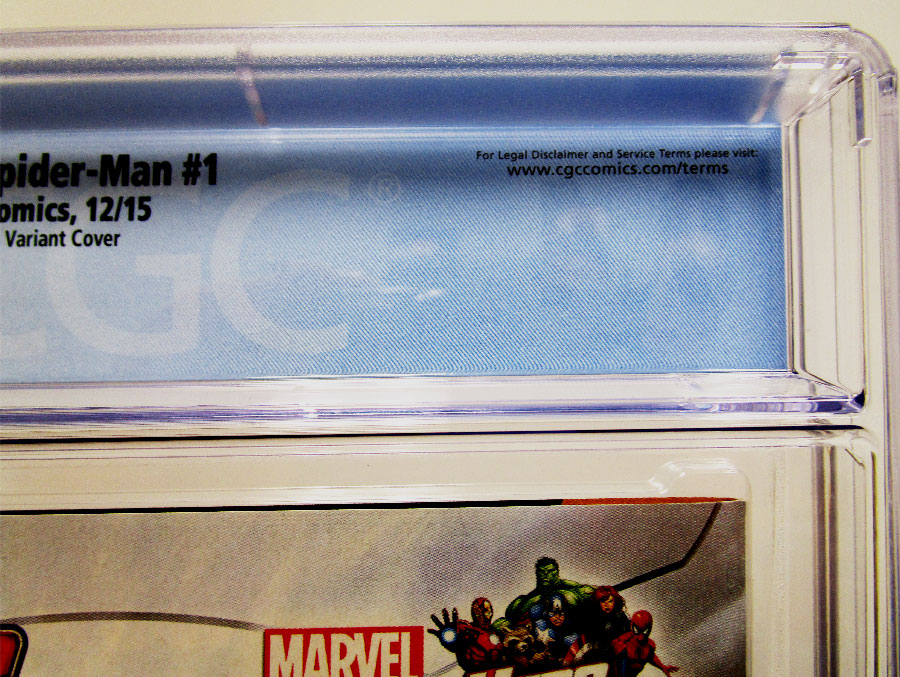 pider-Man #1
omics, 12/15
Variant Cover
CGC ®
For Legal Disclaimer and Service Terms please visit:
www.cgccomics.com/terms
MARVEL